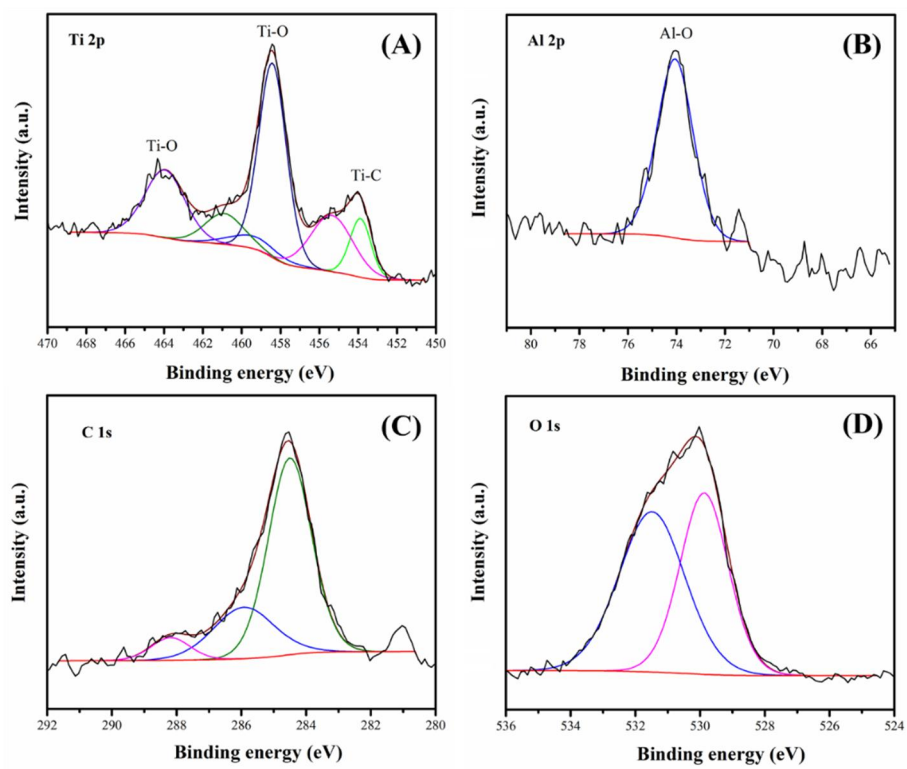 Ti 2p
Ti-O
(A)
Ti-O
Ti-C
Intensity (a.u.)
470 468 466 464 462 460 458 456 454 452 450
Binding energy (eV)
Al 2p
Al-O
(B)
Intensity (a.u.)
80 78 76 74 72 70 68 66
Binding energy (eV)
C 1s
(C)
Intensity (a.u.)
292 290 288 286 284 282 280
Binding energy (eV)
O 1s
(D)
Intensity (a.u.)
536 534 532 530 528 526 524
Binding energy (eV)